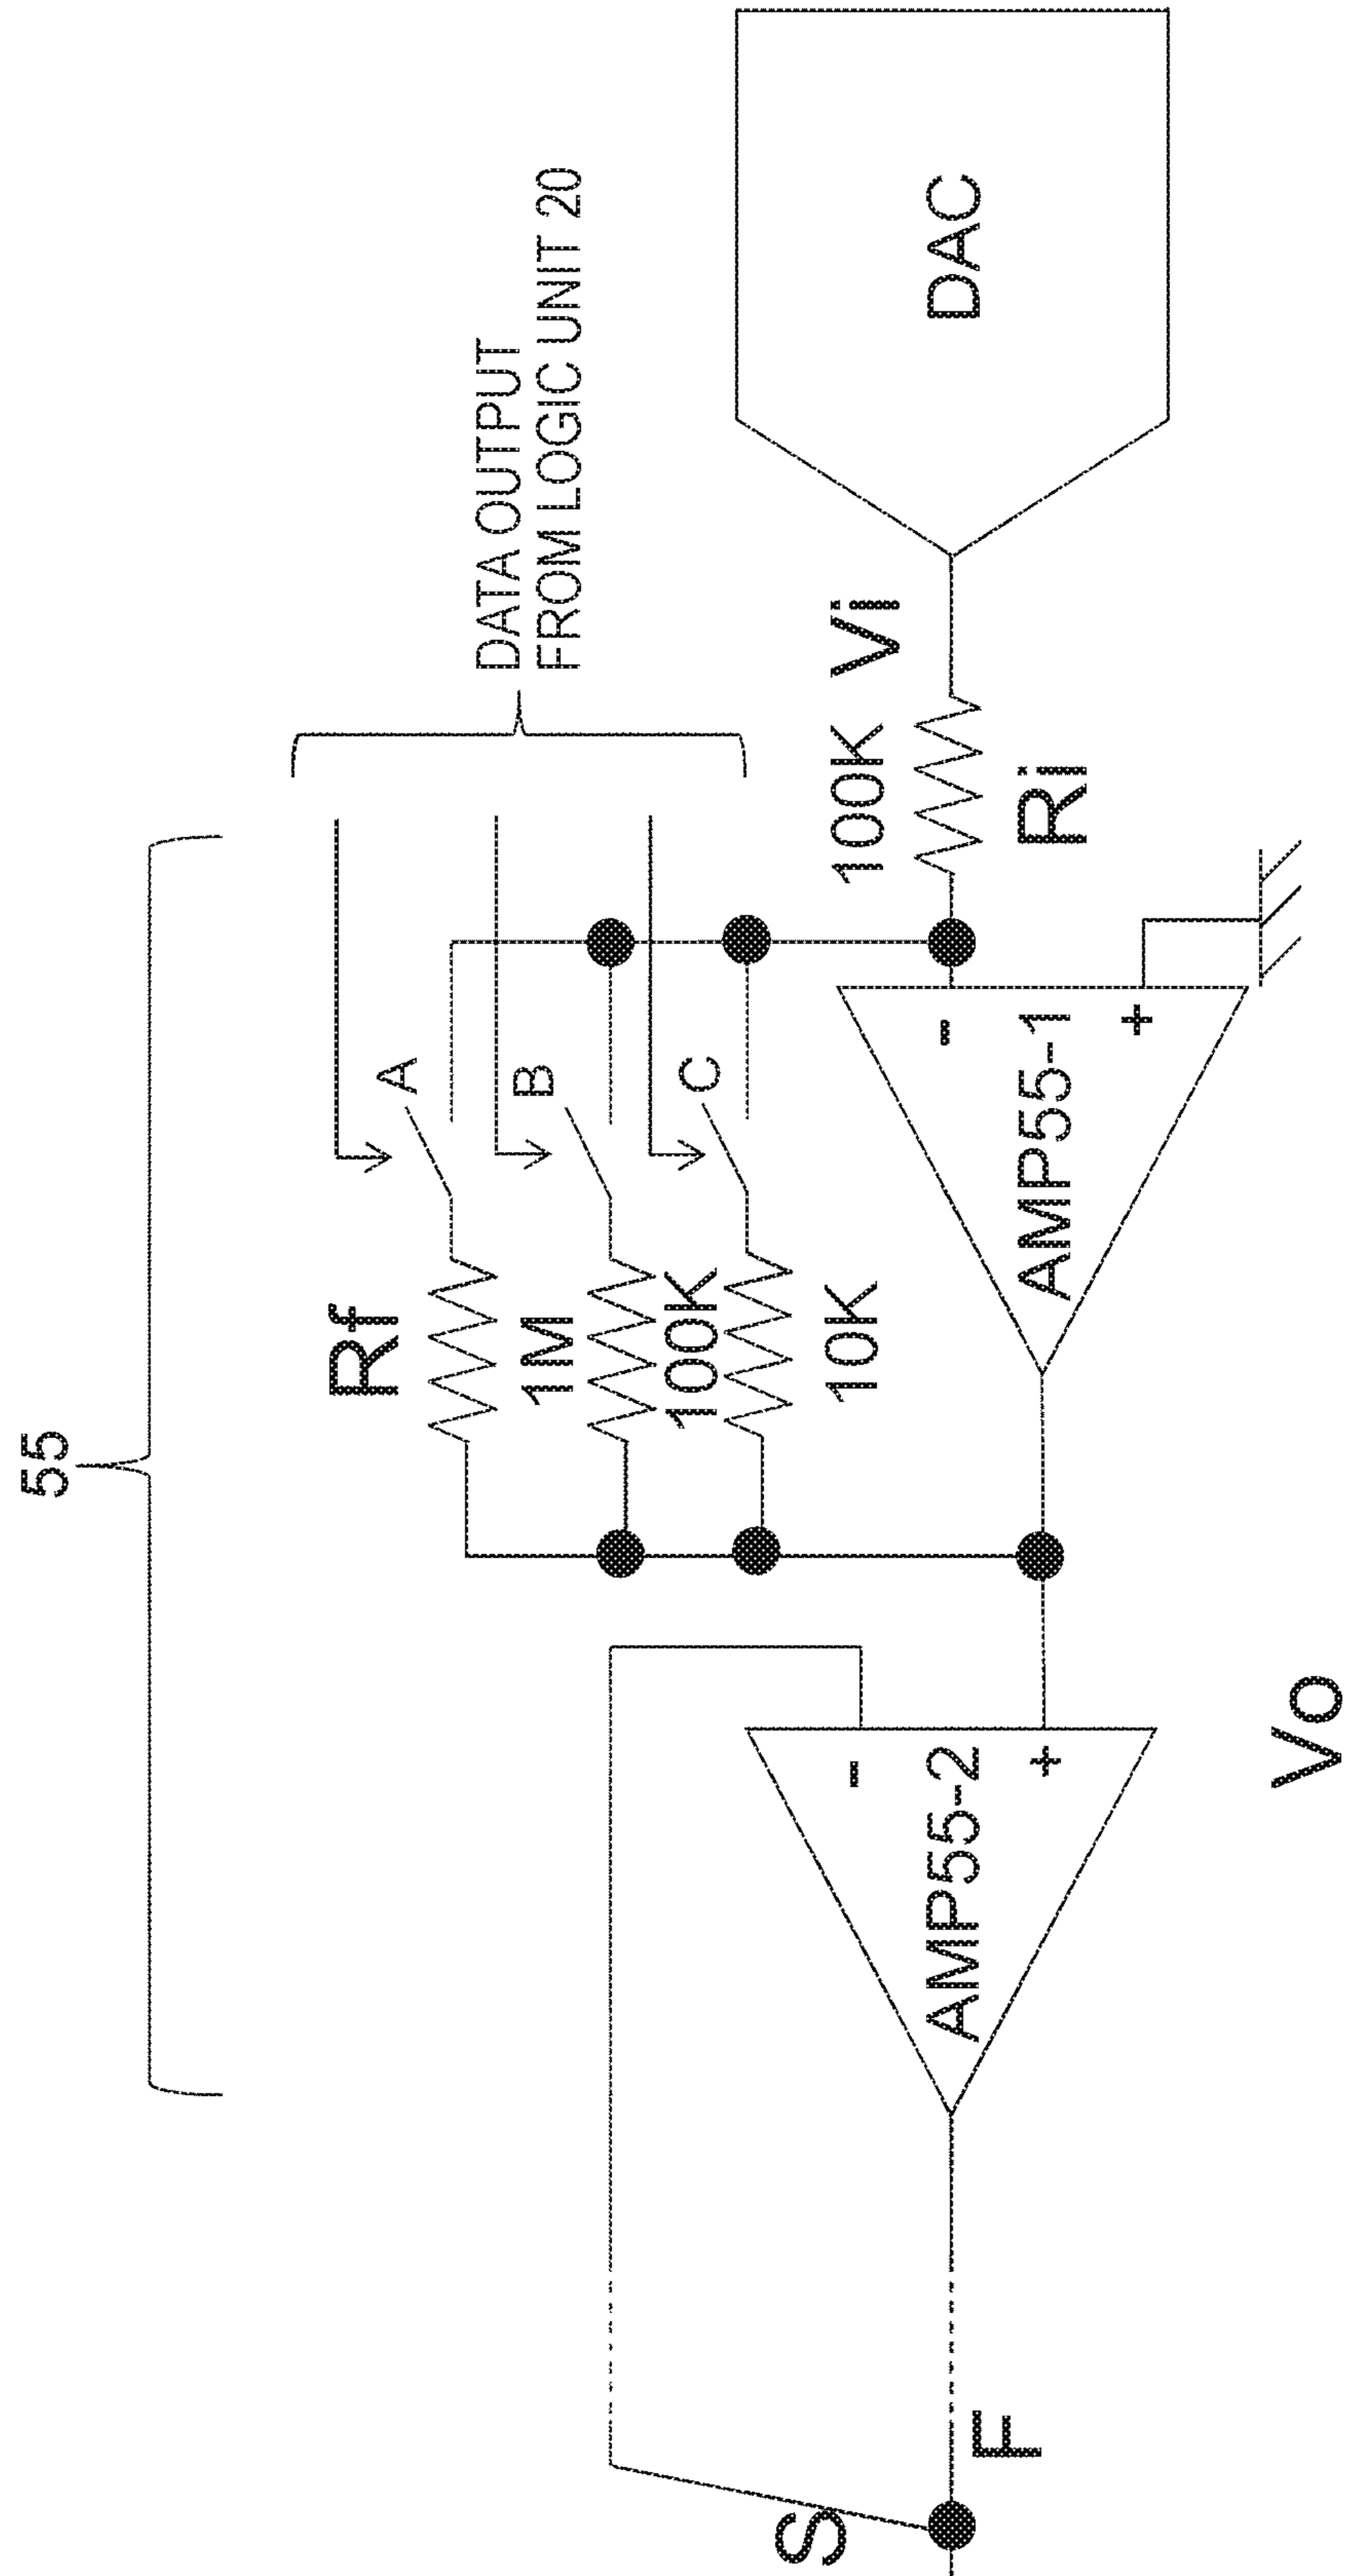 55
Rf
1M
100K
10K
A
B
C
DATA OUTPUT
FROM LOGIC UNIT 20
S
F
-
AMP55-2
+
-
AMP55-1
+
100K
Vi
Ri
DAC
Vo